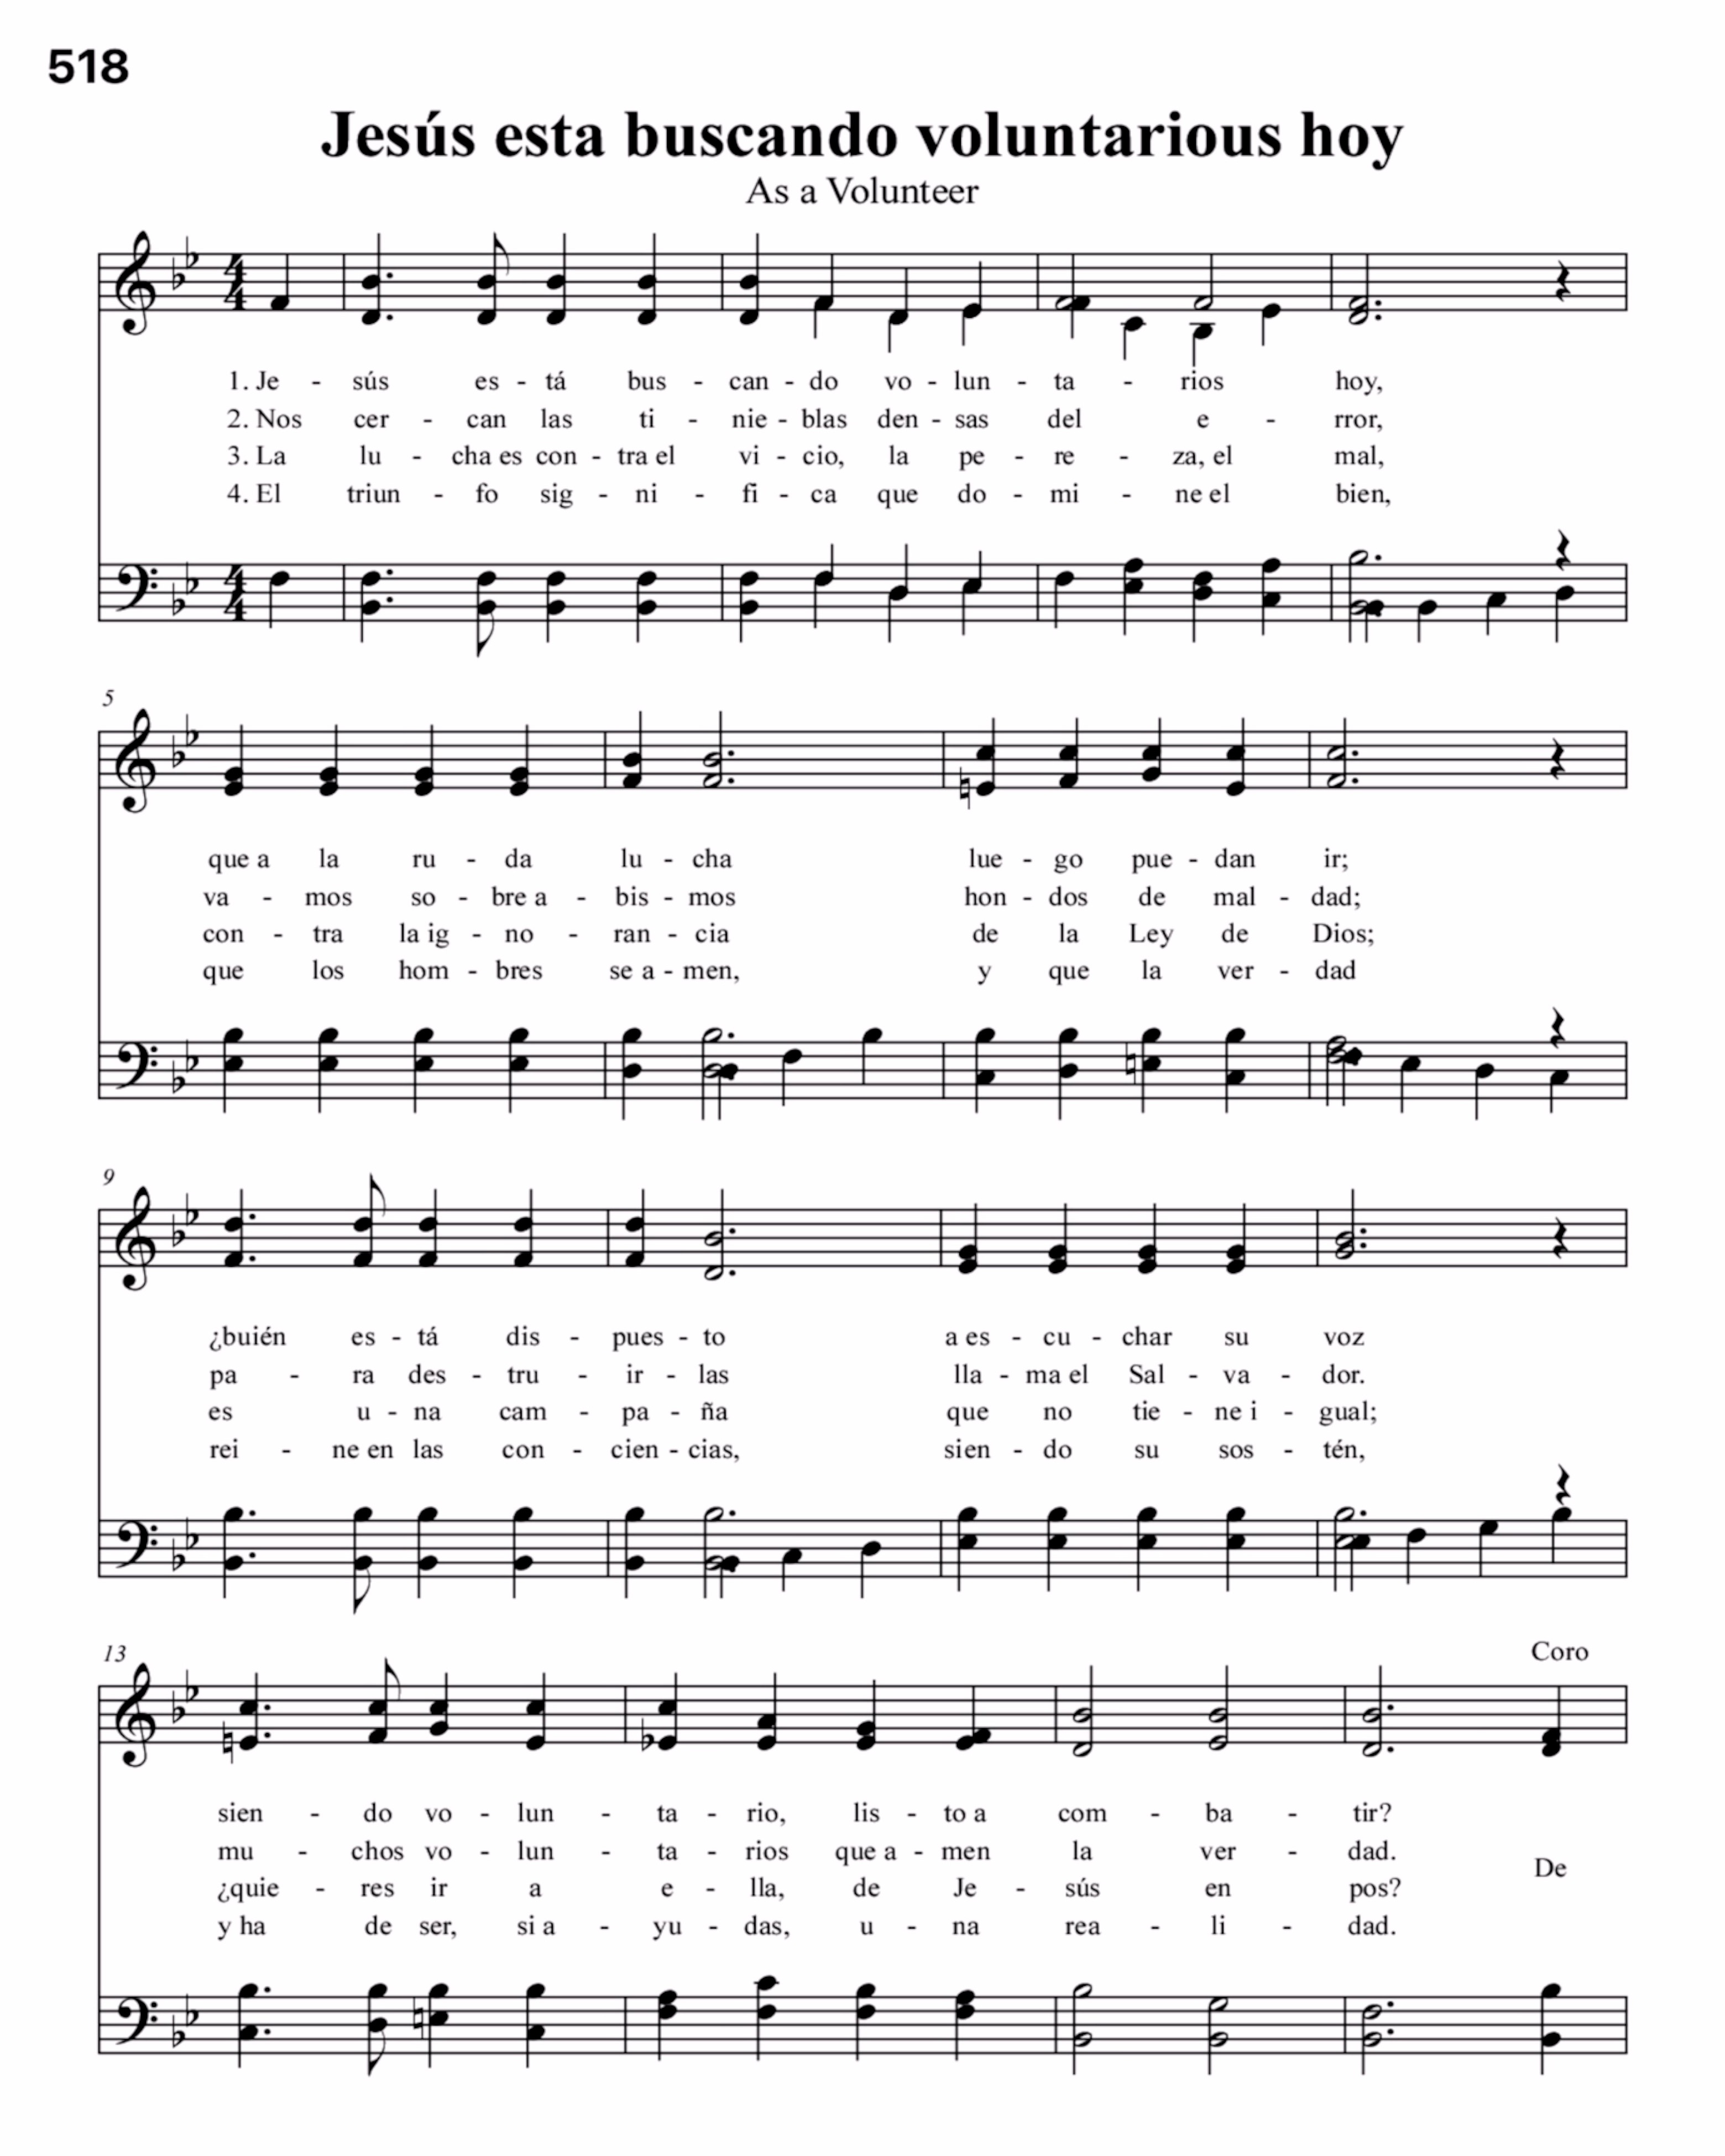 518
Jesús esta buscando voluntarious hoy
As a Volunteer
1. Je - sús es - tá bus - can - do vo - lun - ta - rios hoy,
2. Nos cer - can las ti - nie - blas den - sas del e - rror,
3. La lu - cha es con - tra el vi - cio, la pe - re - za, el mal,
4. El triun - fo sig - ni - fi - ca que do - mi - ne el bien,
5
que a la ru - da lu - cha lue - go pue - dan ir;
va - mos so - bre a - bis - mos hon - dos de mal - dad;
con - tra la ig - no - ran - cia de la Ley de Dios;
que los hom - bres se a - men, y que la ver - dad
9
¿buién es - tá dis - pues - to a es - cu - char su voz
pa - ra des - tru - ir - las lla - ma el Sal - va - dor.
es u - na cam - pa - ña que no tie - ne i - gual;
rei - ne en las con - cien - cias, sien - do su sos - tén,
13
Coro
sien - do vo - lun - ta - rio, lis - to a com - ba - tir?
mu - chos vo - lun - ta - rios que a - men la ver - dad.
De
¿quie - res ir a e - lla, de Je - sús en pos?
y ha de ser, si a - yu - das, u - na rea - li - dad.